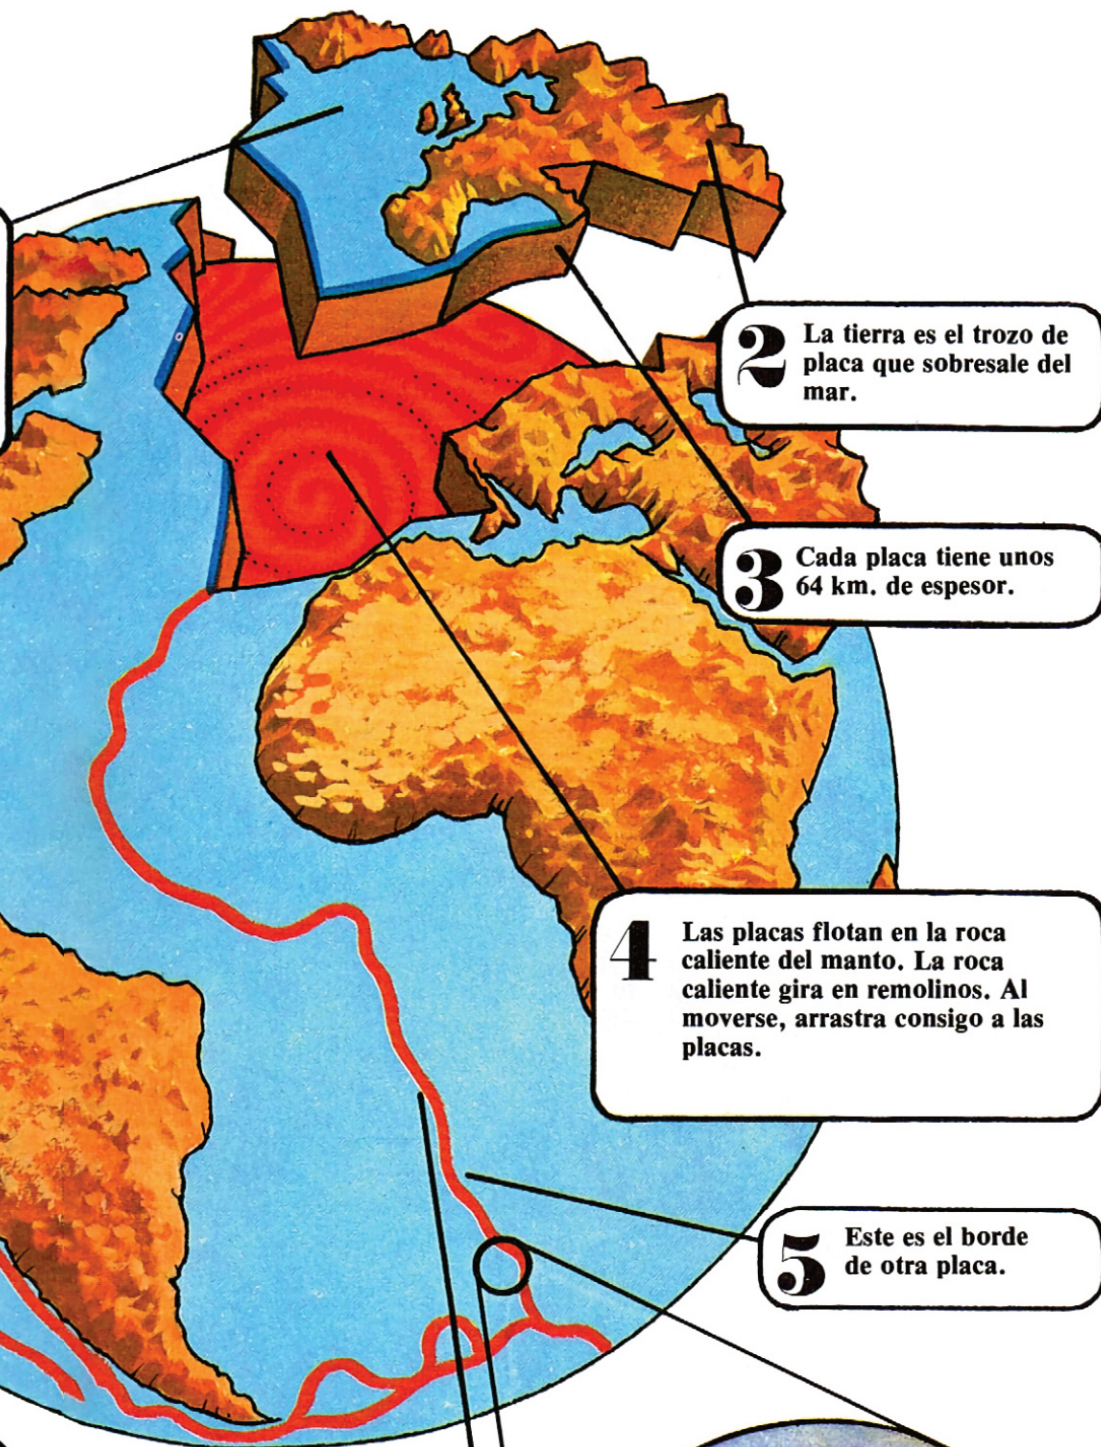 2
La tierra es el trozo de
placa que sobresale del
mar.
3
Cada placa tiene unos
64 km. de espesor.
4
Las placas flotan en la roca
caliente del manto. La roca
caliente gira en remolinos. Al
moverse, arrastra consigo a las
placas.
5
Este es el borde
de otra placa.